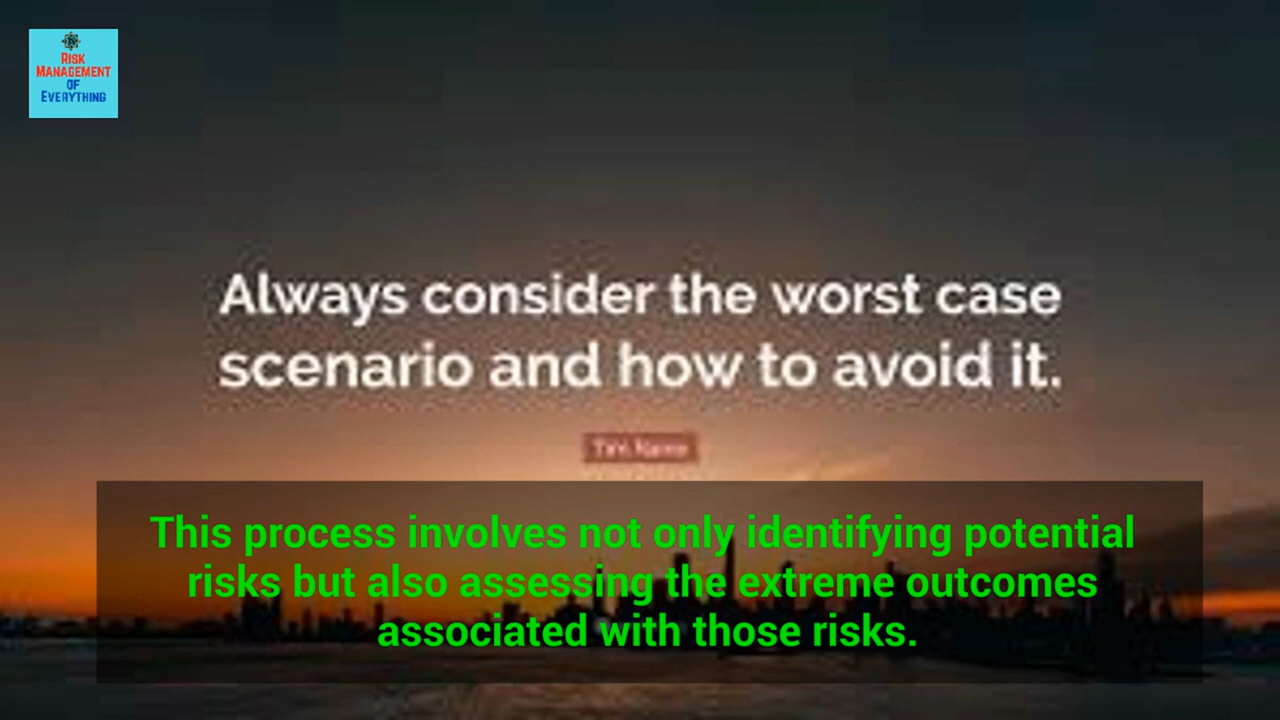 RISK
MANAGEMENT
OF
EVERYTHING
Always consider the worst case
scenario and how to avoid it.
This process involves not only identifying potential
risks but also assessing the extreme outcomes
associated with those risks.